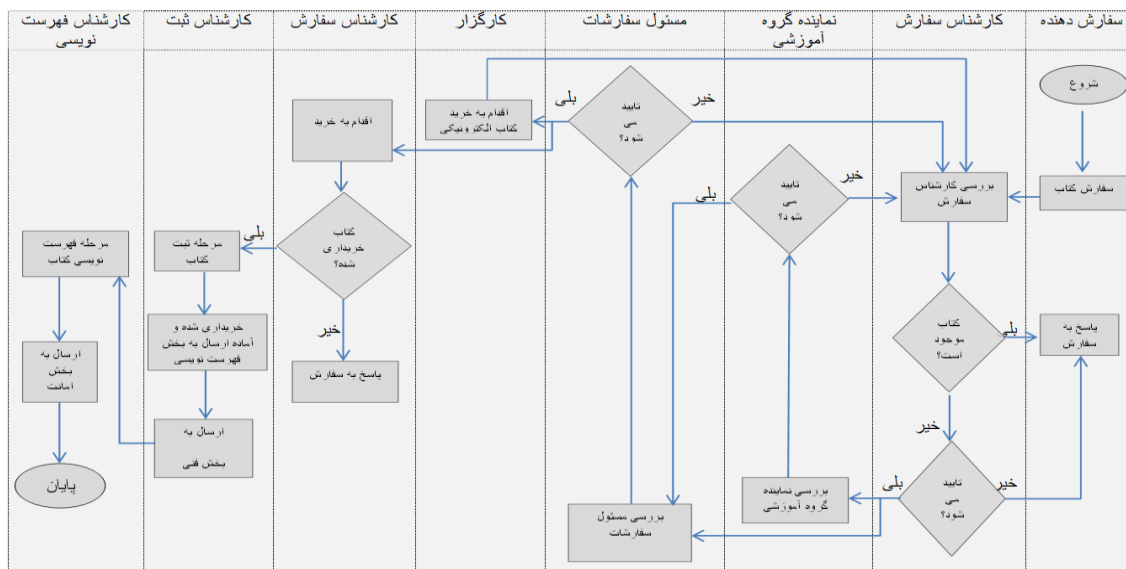 سفارش دهنده
کارشناس سفارش
نماینده گروه
آموزشی
مسئول سفارشات
کارگزار
کارشناس سفارش
کارشناس ثبت
کارشناس فهرست
نویسی
شروع
سفارش کتاب
پاسخ به
سفارش
بررسی کارشناس
سفارش
کتاب
موجود
است؟
بلی
خیر
تایید
می
شود؟
خیر
بلی
تایید
می
شود؟
خیر
بلی
بررسی نماینده
گروه آموزشی
تایید
می
شود؟
خیر
بلی
بررسی مسئول
سفارشات
اقدام به خرید
کتاب الکترونیکی
اقدام به خرید
کتاب
خریداری
شده؟
بلی
خیر
پاسخ به سفارش
مرحله ثبت
کتاب
خریداری شده و
آماده ارسال به بخش
فهرست نویسی
ارسال به
بخش فنی
مرحله فهرست
نویسی کتاب
ارسال به
بخش
امانت
پایان